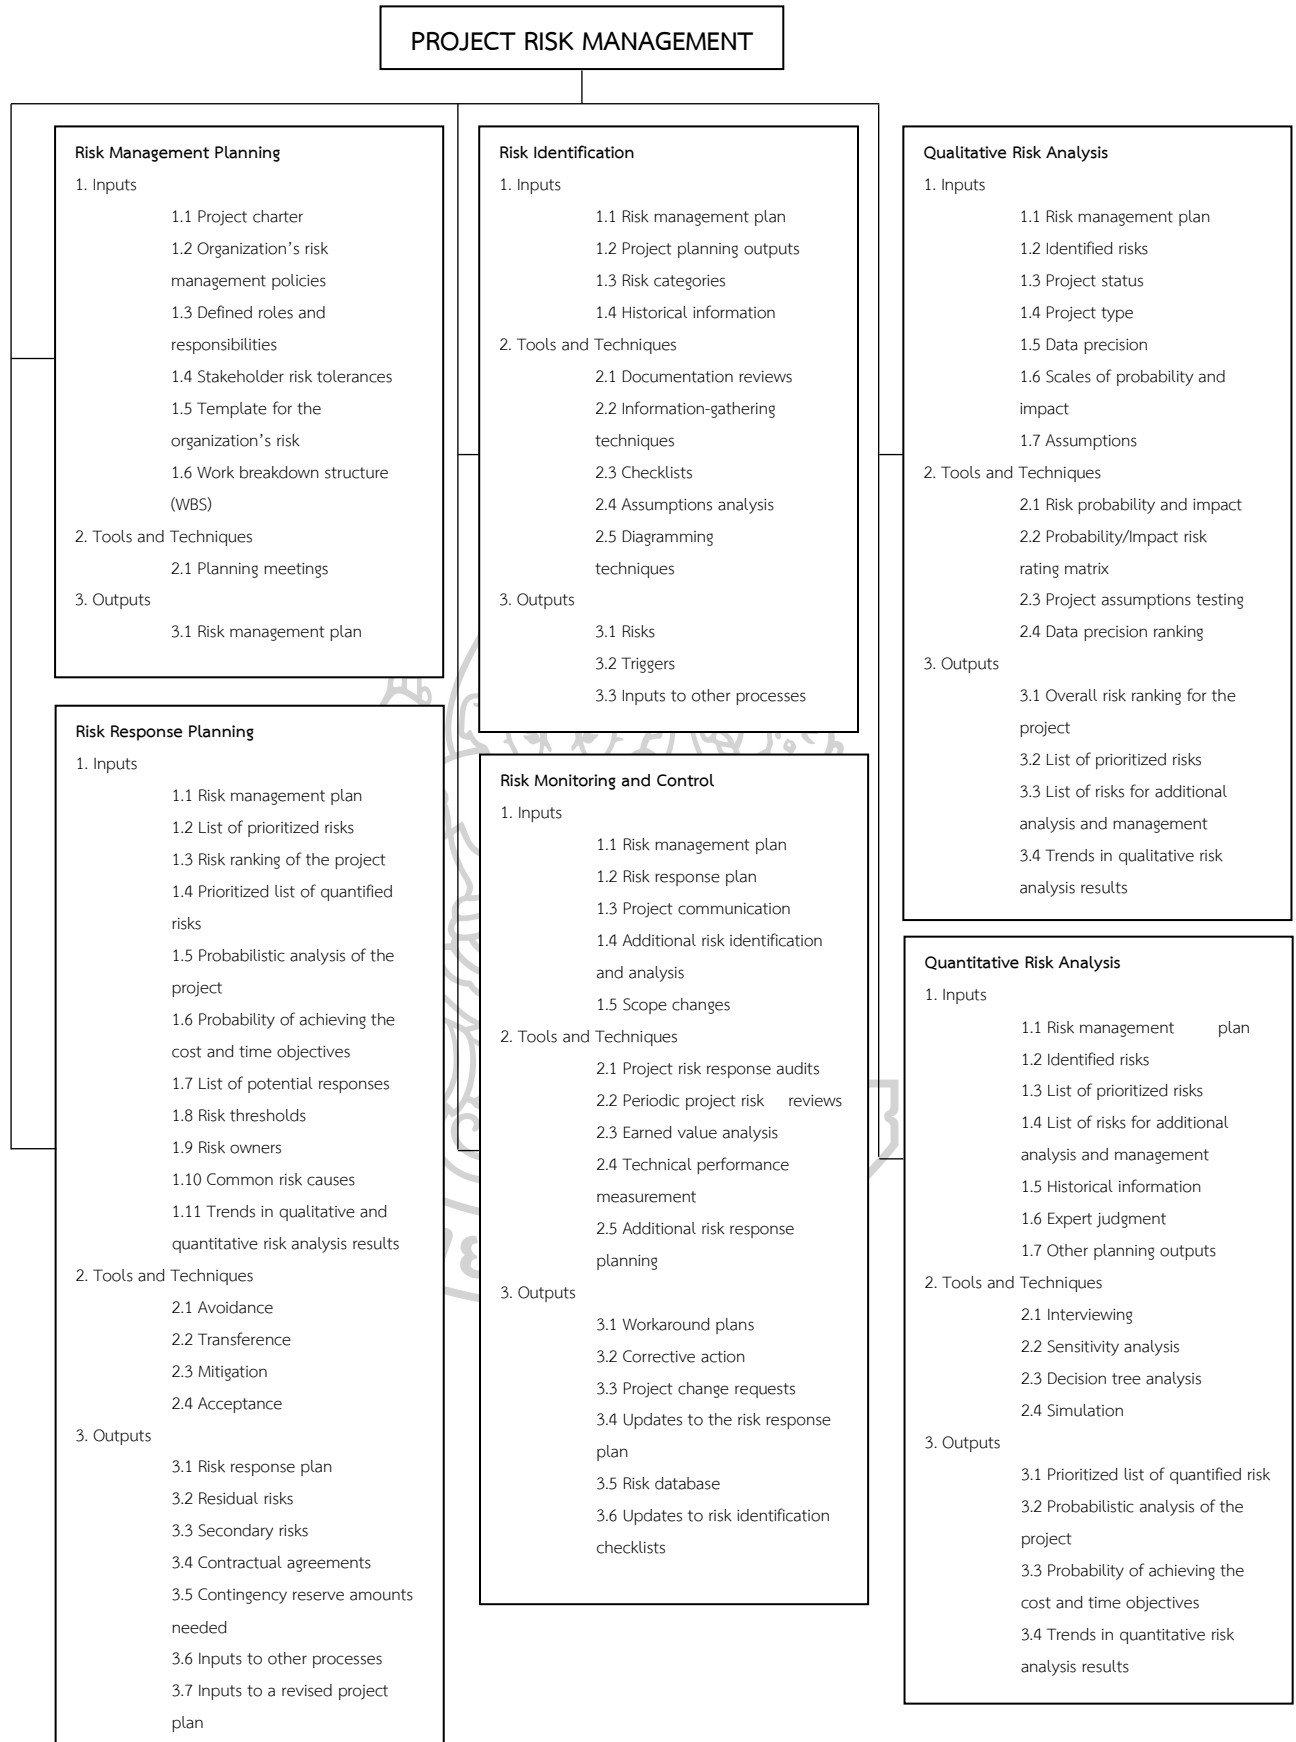 PROJECT RISK MANAGEMENT
Risk Management Planning
1. Inputs
1.1 Project charter
1.2 Organization’s risk
management policies
1.3 Defined roles and
responsibilities
1.4 Stakeholder risk tolerances
1.5 Template for the
organization’s risk
1.6 Work breakdown structure
(WBS)
2. Tools and Techniques
2.1 Planning meetings
3. Outputs
3.1 Risk management plan
Risk Identification
1. Inputs
1.1 Risk management plan
1.2 Project planning outputs
1.3 Risk categories
1.4 Historical information
2. Tools and Techniques
2.1 Documentation reviews
2.2 Information-gathering
techniques
2.3 Checklists
2.4 Assumptions analysis
2.5 Diagramming
techniques
3. Outputs
3.1 Risks
3.2 Triggers
3.3 Inputs to other processes
Qualitative Risk Analysis
1. Inputs
1.1 Risk management plan
1.2 Identified risks
1.3 Project status
1.4 Project type
1.5 Data precision
1.6 Scales of probability and
impact
1.7 Assumptions
2. Tools and Techniques
2.1 Risk probability and impact
2.2 Probability/Impact risk
rating matrix
2.3 Project assumptions testing
2.4 Data precision ranking
3. Outputs
3.1 Overall risk ranking for the
project
3.2 List of prioritized risks
3.3 List of risks for additional
analysis and management
3.4 Trends in qualitative risk
analysis results
Risk Response Planning
1. Inputs
1.1 Risk management plan
1.2 List of prioritized risks
1.3 Risk ranking of the project
1.4 Prioritized list of quantified
risks
1.5 Probabilistic analysis of the
project
1.6 Probability of achieving the
cost and time objectives
1.7 List of potential responses
1.8 Risk thresholds
1.9 Risk owners
1.10 Common risk causes
1.11 Trends in qualitative and
quantitative risk analysis results
2. Tools and Techniques
2.1 Avoidance
2.2 Transference
2.3 Mitigation
2.4 Acceptance
3. Outputs
3.1 Risk response plan
3.2 Residual risks
3.3 Secondary risks
3.4 Contractual agreements
3.5 Contingency reserve amounts
needed
3.6 Inputs to other processes
3.7 Inputs to a revised project
plan
Risk Monitoring and Control
1. Inputs
1.1 Risk management plan
1.2 Risk response plan
1.3 Project communication
1.4 Additional risk identification
and analysis
1.5 Scope changes
2. Tools and Techniques
2.1 Project risk response audits
2.2 Periodic project risk reviews
2.3 Earned value analysis
2.4 Technical performance
measurement
2.5 Additional risk response
planning
3. Outputs
3.1 Workaround plans
3.2 Corrective action
3.3 Project change requests
3.4 Updates to the risk response
plan
3.5 Risk database
3.6 Updates to risk identification
checklists
Quantitative Risk Analysis
1. Inputs
1.1 Risk management plan
1.2 Identified risks
1.3 List of prioritized risks
1.4 List of risks for additional
analysis and management
1.5 Historical information
1.6 Expert judgment
1.7 Other planning outputs
2. Tools and Techniques
2.1 Interviewing
2.2 Sensitivity analysis
2.3 Decision tree analysis
2.4 Simulation
3. Outputs
3.1 Prioritized list of quantified risk
3.2 Probabilistic analysis of the
project
3.3 Probability of achieving the
cost and time objectives
3.4 Trends in quantitative risk
analysis results